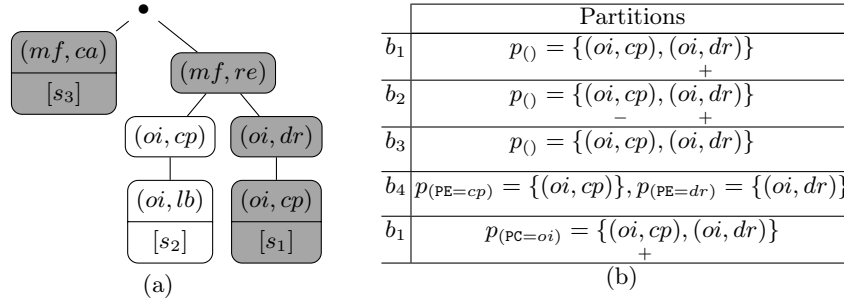 •
(mf, ca)
[s₃]
(mf, re)
(oi, cp)
(oi, dr)
(oi, lb)
[s₂]
(oi, cp)
[s₁]
(a)
Partitions
b₁ p₍₎ = {(oi, cp), (oi, dr)}
+
b₂ p₍₎ = {(oi, cp), (oi, dr)}
− +
b₃ p₍₎ = {(oi, cp), (oi, dr)}
b₄ p₍PE=cp₎ = {(oi, cp)}, p₍PE=dr₎ = {(oi, dr)}
b₁ p₍PC=oi₎ = {(oi, cp), (oi, dr)}
+
(b)